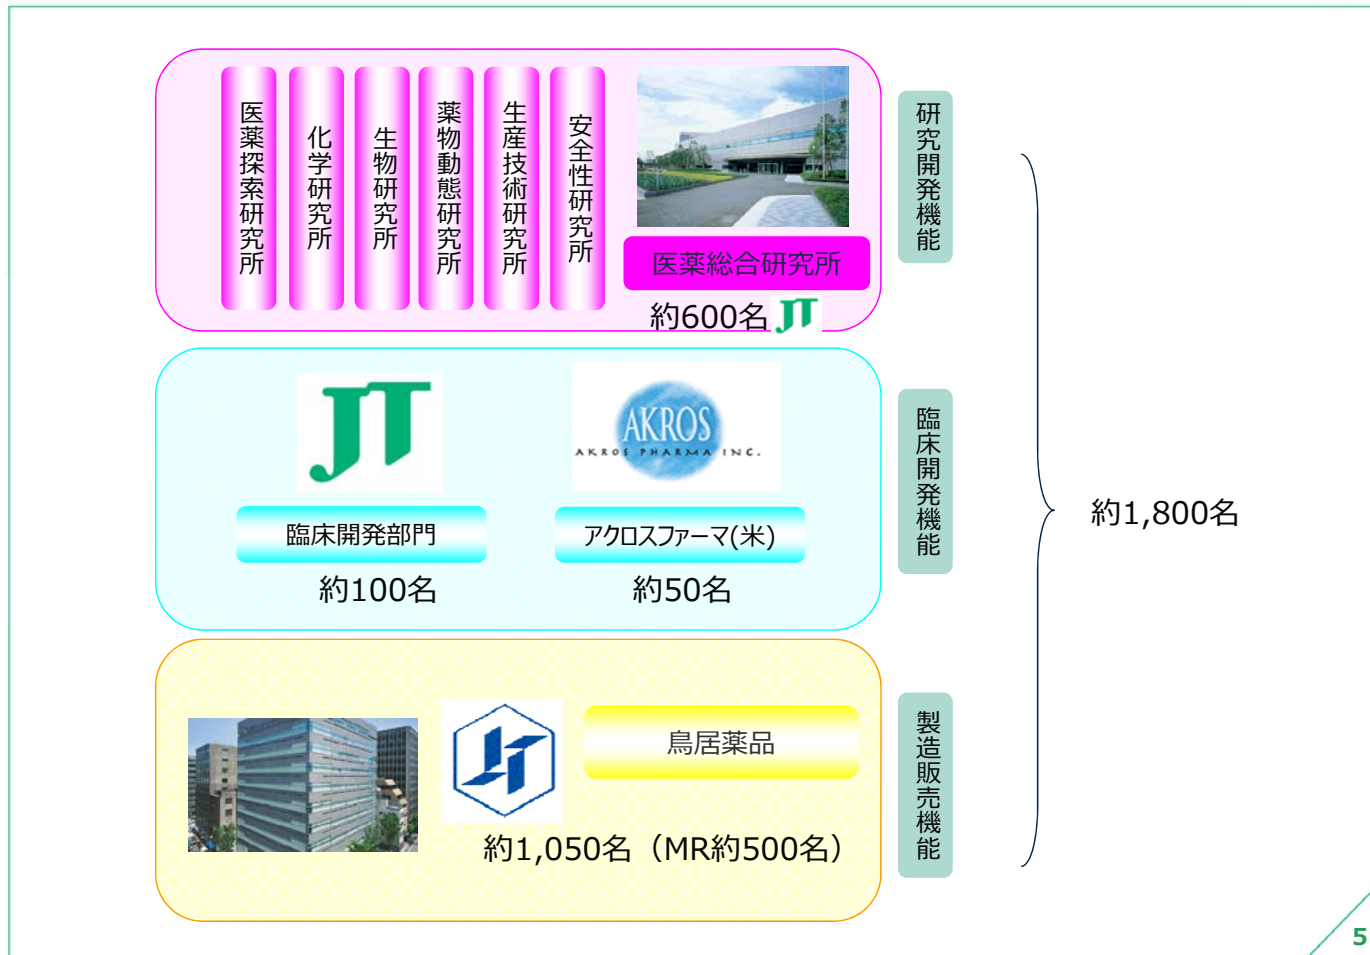 医薬探索研究所
化学研究所
生物研究所
薬物動態研究所
生産技術研究所
安全性研究所
医薬総合研究所
約600名
JT
研究開発機能
JT
臨床開発部門
約100名
AKROS
AKROS PHARMA INC.
アクロスファーマ(米)
約50名
臨床開発機能
鳥居薬品
約1,050名（MR約500名）
製造販売機能
約1,800名
5